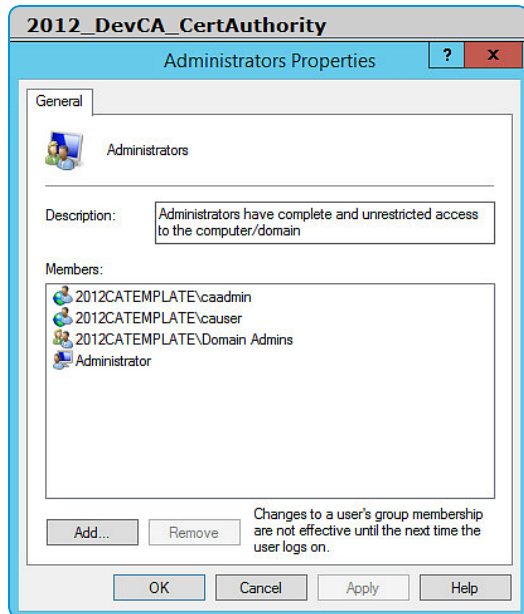 2012_DevCA_CertAuthority
Administrators Properties
?
x
General
Administrators
Description:
Administrators have complete and unrestricted access
to the computer/domain
Members:
2012CATEMPLATE\caadmin
2012CATEMPLATE\causer
2012CATEMPLATE\Domain Admins
Administrator
Add...
Remove
Changes to a user's group membership
are not effective until the next time the
user logs on.
OK
Cancel
Apply
Help